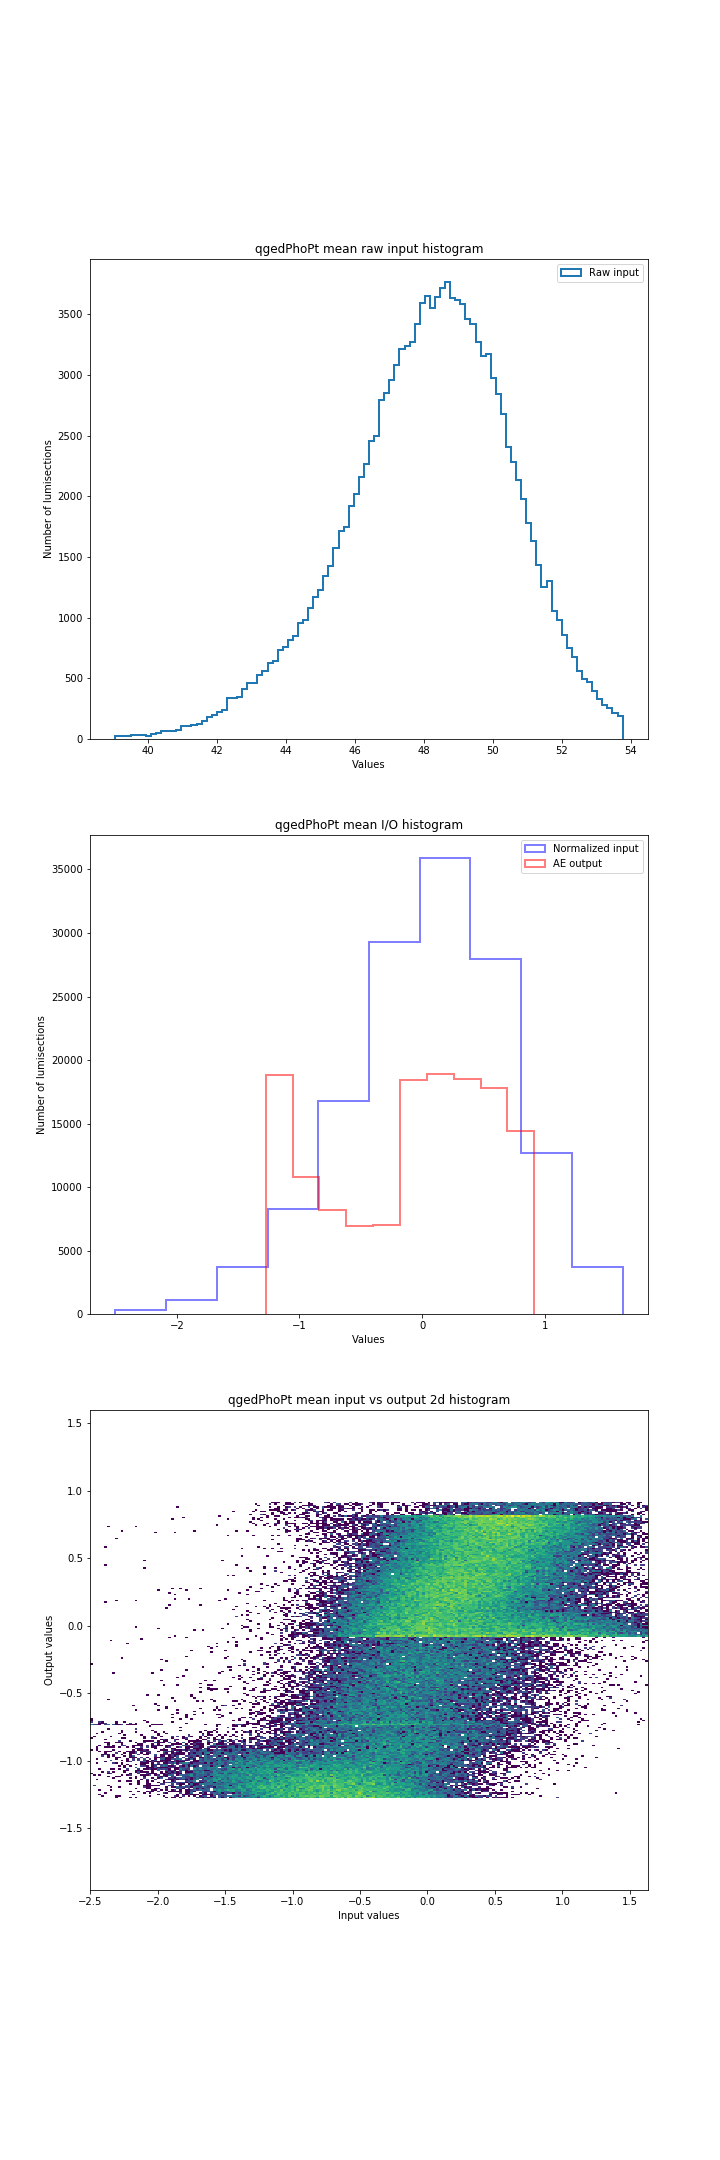 qgedPhoPt mean raw input histogram
Raw input
3500
3000
2500
2000
1500
1000
500
0
Number of lumisections
40 42 44 46 48 50 52 54
Values
qgedPhoPt mean I/O histogram
Normalized input
AE output
35000
30000
25000
20000
15000
10000
5000
0
Number of lumisections
−2 −1 0 1
Values
qgedPhoPt mean input vs output 2d histogram
1.5
1.0
0.5
0.0
−0.5
−1.0
−1.5
Output values
−2.5 −2.0 −1.5 −1.0 −0.5 0.0 0.5 1.0 1.5
Input values